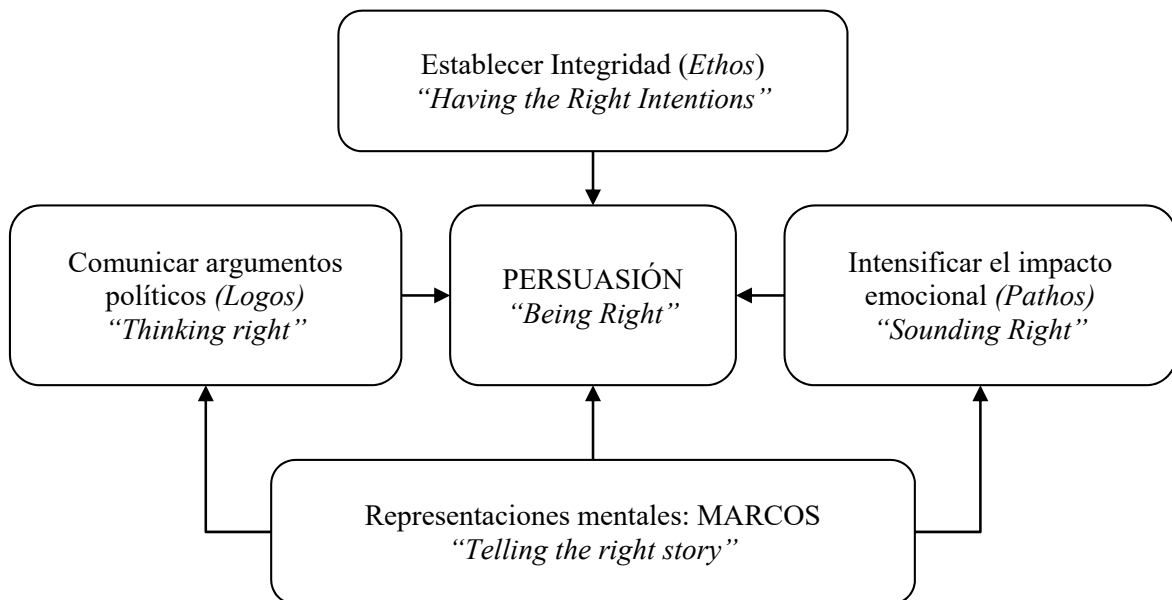 Establecer Integridad (Ethos)
“Having the Right Intentions”
Comunicar argumentos
políticos (Logos)
“Thinking right”
PERSUASIÓN
“Being Right”
Intensificar el impacto
emocional (Pathos)
“Sounding Right”
Representaciones mentales: MARCOS
“Telling the right story”